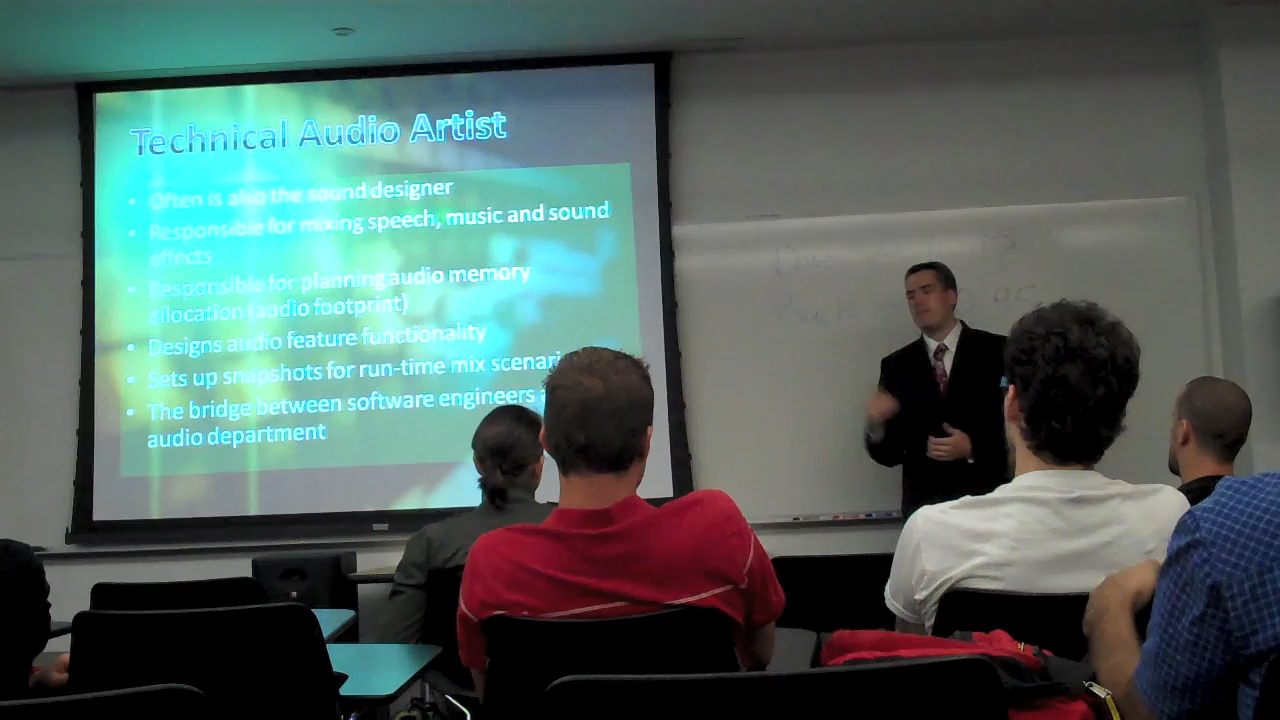 Technical Audio Artist
• Often is also the sound designer
• Responsible for mixing speech, music and sound
effects
• Responsible for planning audio memory
allocation (audio footprint)
• Designs audio feature functionality
• Sets up snapshots for run-time mix
• The bridge between software engineers
audio department